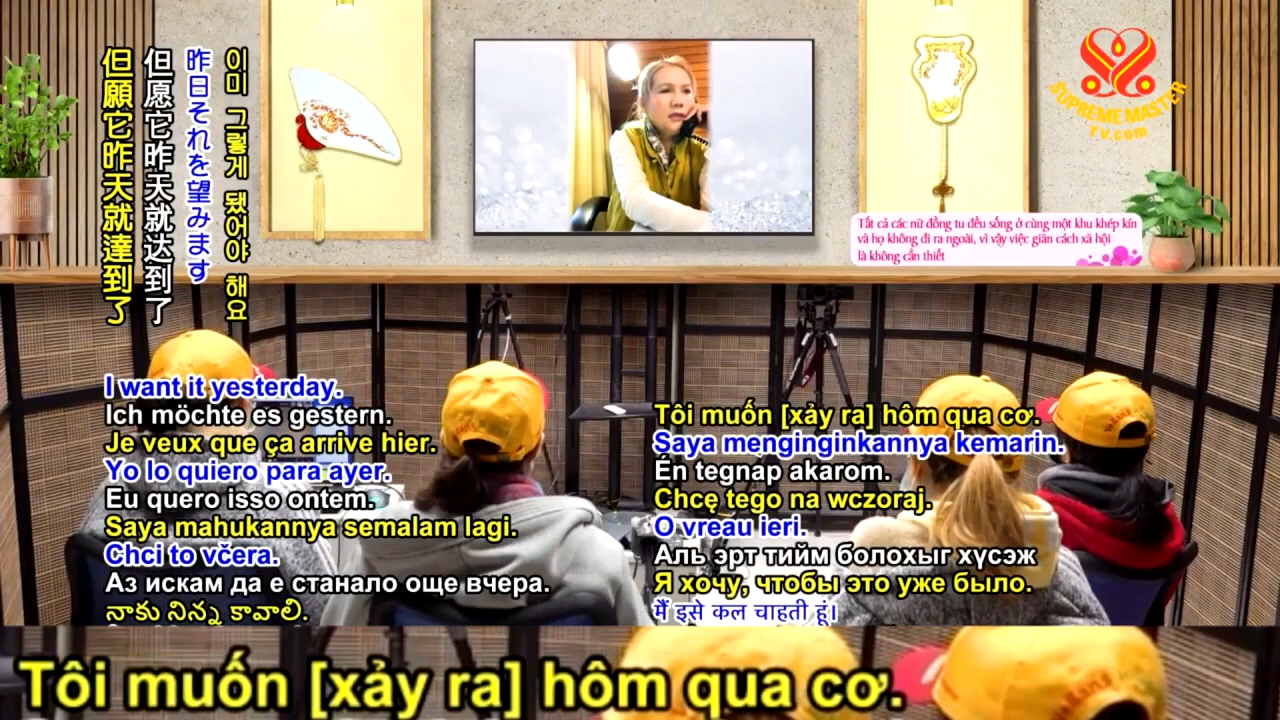 但願它昨天就達到了
但愿它昨天就达到了
昨日それを望みます
이미 그렇게 됐어야 해요
SUPREME MASTER
TV.com
Tất cả các nữ đồng tu đều sống ở cùng một khu khép kín
và họ không đi ra ngoài, vì vậy việc giãn cách xã hội
là không cần thiết
I want it yesterday.
Ich möchte es gestern.
Je veux que ça arrive hier.
Yo lo quiero para ayer.
Eu quero isso ontem.
Saya mahukannya semalam lagi.
Chci to včera.
Аз искам да е станало още вчера.
నాకు నిన్న కావాలి.
Tôi muốn [xảy ra] hôm qua cơ.
Saya menginginkannya kemarin.
Én tegnap akarom.
Chcę tego na wczoraj.
O vreau ieri.
Аль эрт тийм болохыг хүсэж
Я хочу, чтобы это уже было.
मैं इसे कल चाहती हूं।
Tôi muốn [xảy ra] hôm qua cơ.